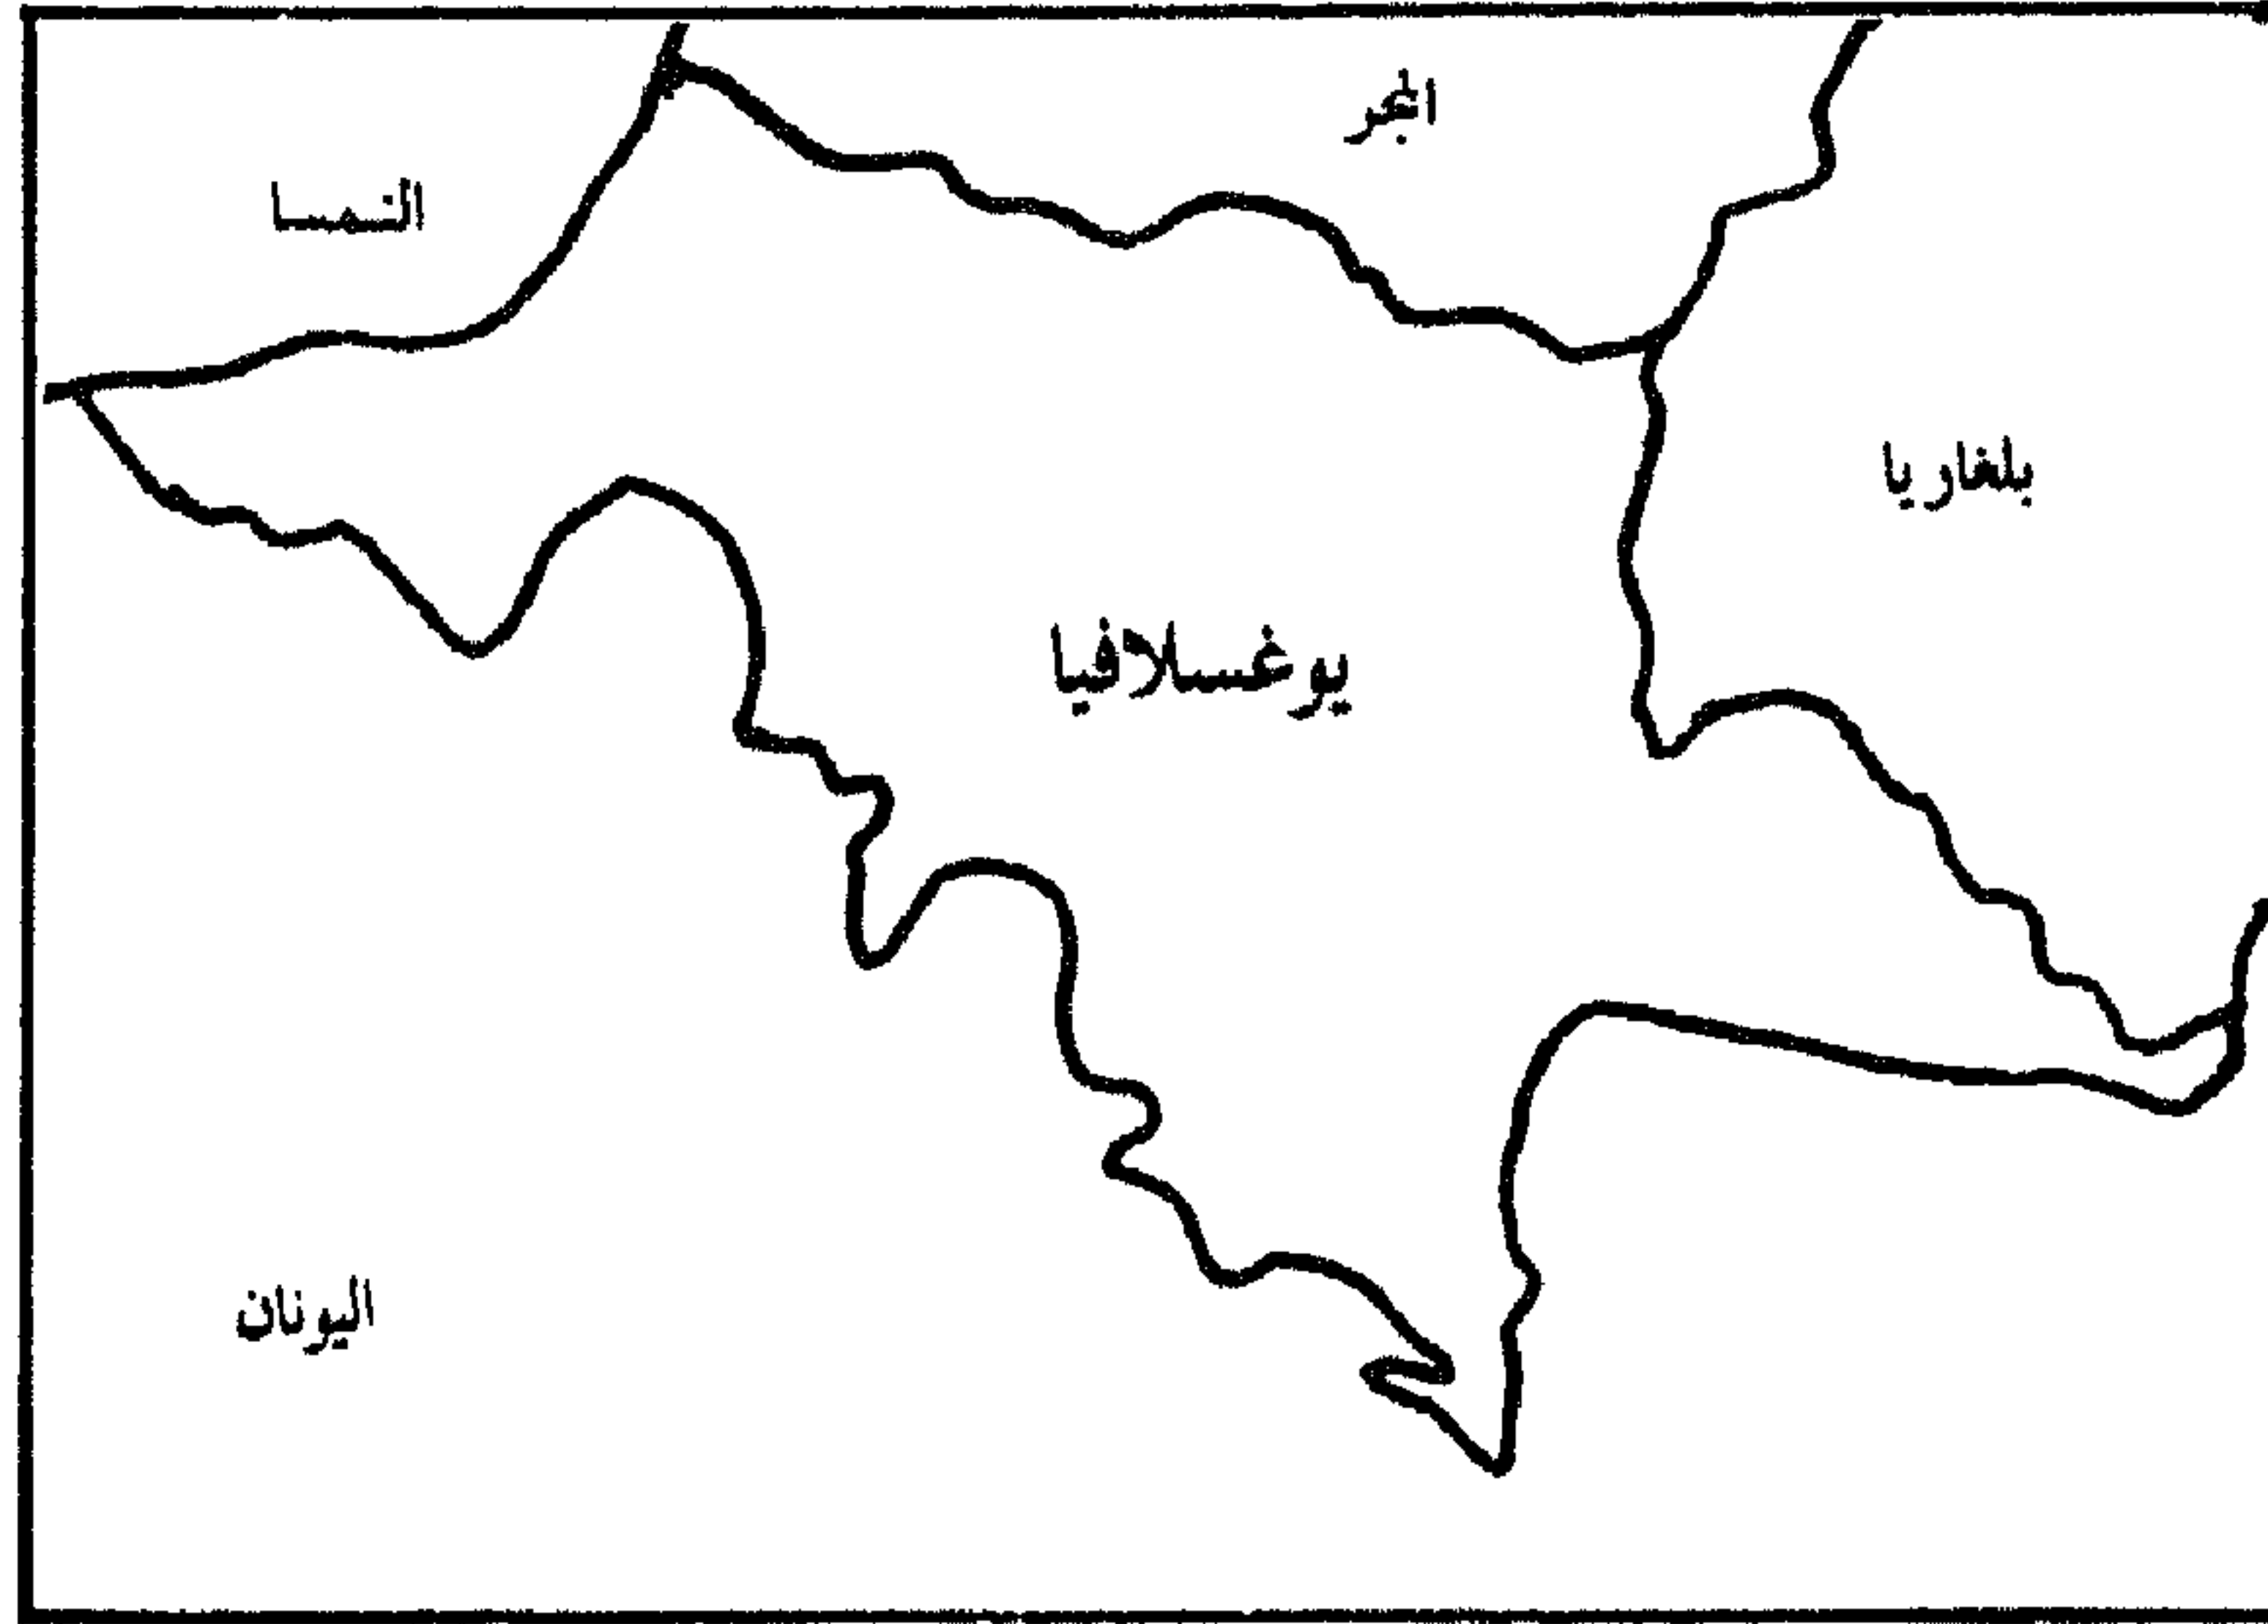 المجر
النمسا
بلغاريا
يوغسلافيا
اليونان